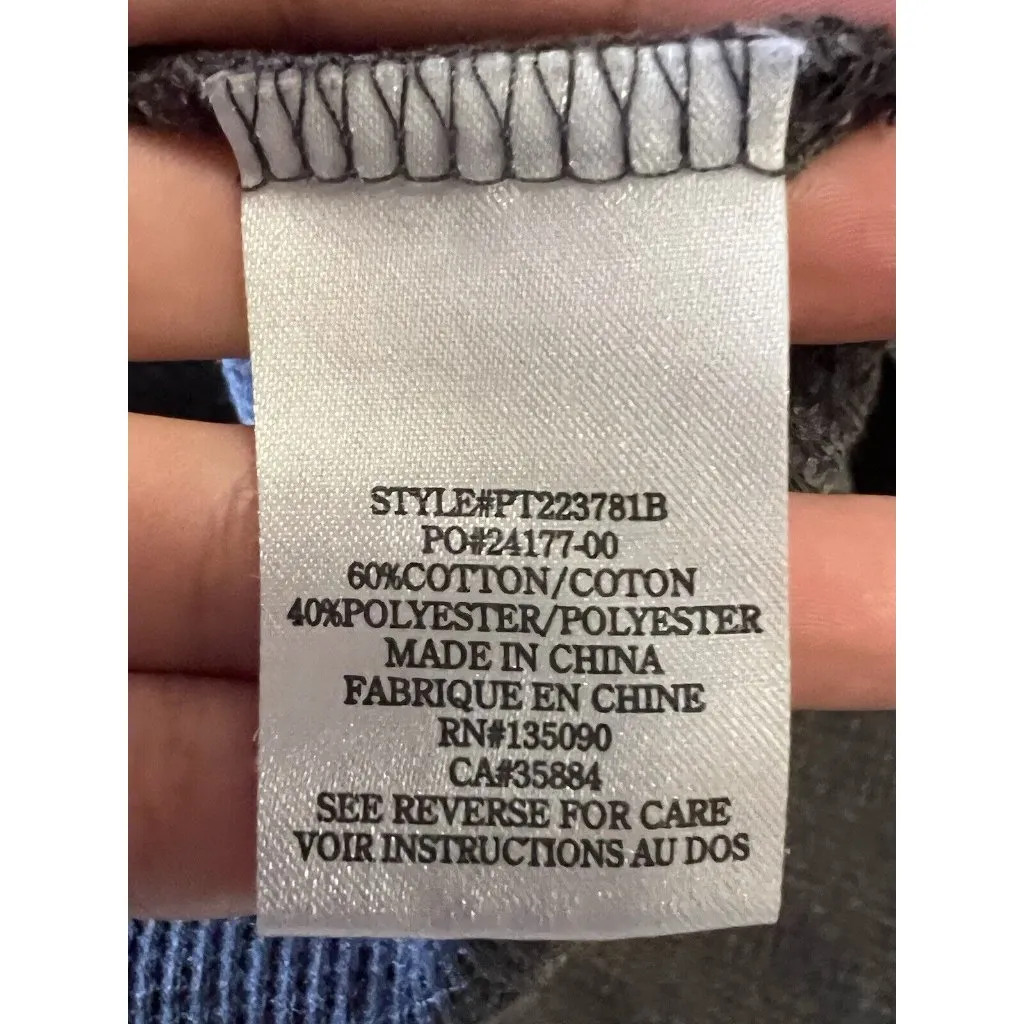 STYLE#PT223781B
PO#24177-00
60%COTTON/COTON
40%POLYESTER/POLYESTER
MADE IN CHINA
FABRIQUE EN CHINE
RN#135090
CA#35884
SEE REVERSE FOR CARE
VOIR INSTRUCTIONS AU DOS